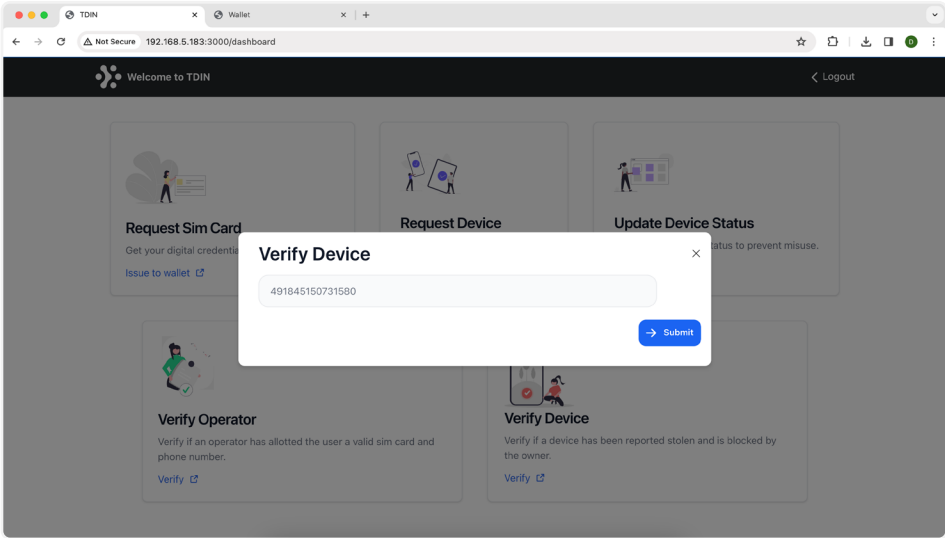 TDIN
Wallet
Not Secure 192.168.5.183:3000/dashboard
D
Welcome to TDIN
Logout
Request Sim Card
Get your digital credentia
Issue to wallet
Request Device
Update Device Status
tatus to prevent misuse.
Verify Device
491845150731580
Submit
Verify Operator
Verify if an operator has allotted the user a valid sim card and
phone number.
Verify
Verify Device
Verify if a device has been reported stolen and is blocked by
the owner.
Verify